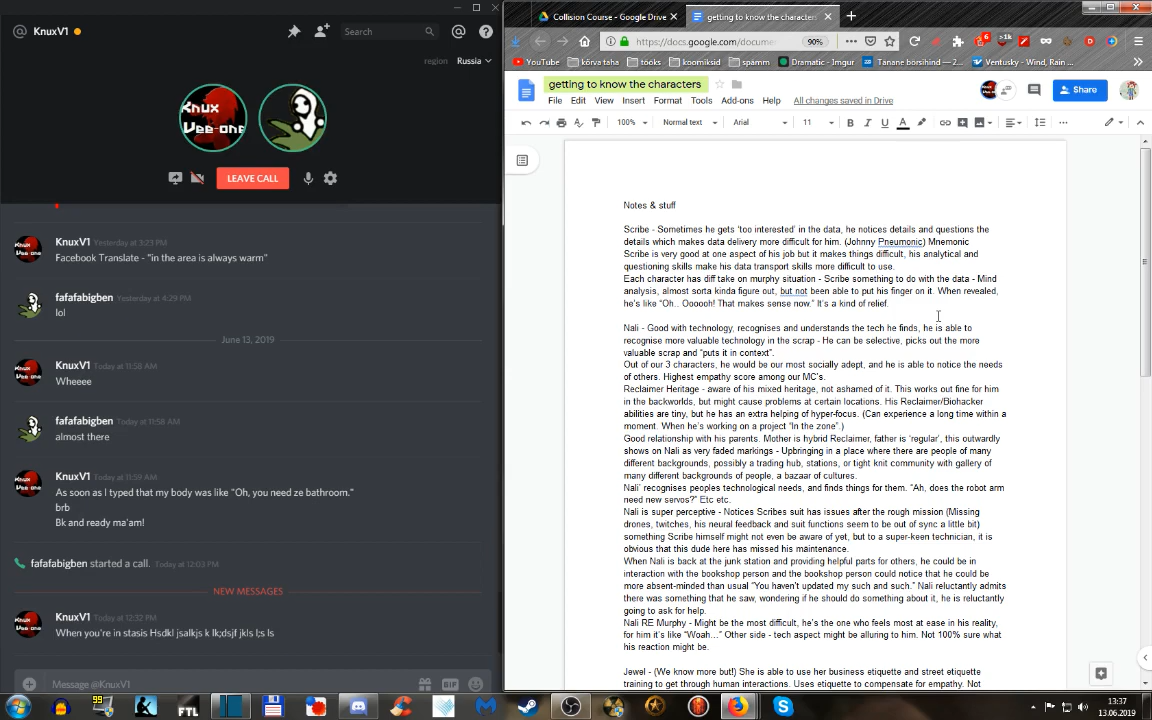 KnuxV1
Search
region Russia
Knux
Vee-one
LEAVE CALL
KnuxV1 Yesterday at 3:23 PM
Facebook Translate - "in the area is always warm"
fafafabigben Yesterday at 4:29 PM
lol
June 13, 2019
KnuxV1 Today at 11:58 AM
Wheeee
fafafabigben Today at 11:58 AM
almost there
KnuxV1 Today at 11:59 AM
As soon as I typed that my body was like "Oh, you need ze bathroom."
brb
Bk and ready ma'am!
fafafabigben started a call. Today at 12:03 PM
NEW MESSAGES
KnuxV1 Today at 12:32 PM
When you're in stasis Hsdkl jsalkjs k lk;dsjf jkls l;s ls
Message @KnuxV1
GIF
Collision Course - Google Drive
getting to know the characters
https://docs.google.com/docume
90%
6
>1k
YouTube
kõrva taha
tooks
koomiksid
spämm
Dramatic - Imgur
Tanane börsihind — 2...
Ventusky - Wind, Rain ...
getting to know the characters
File Edit View Insert Format Tools Add-ons Help All changes saved in Drive
Share
100% Normal text Arial 11 B I U A
Notes & stuff
Scribe - Sometimes he gets 'too interested' in the data, he notices details and questions the
details which makes data delivery more difficult for him. (Johnny Pneumonic) Mnemonic
Scribe is very good at one aspect of his job but it makes things difficult, his analytical and
questioning skills make his data transport skills more difficult to use.
Each character has diff take on murphy situation - Scribe something to do with the data - Mind
analysis, almost sorta kinda figure out, but not been able to put his finger on it. When revealed,
he's like "Oh.. Oooooh! That makes sense now." It's a kind of relief.
Nali - Good with technology, recognises and understands the tech he finds, he is able to
recognise more valuable technology in the scrap - He can be selective, picks out the more
valuable scrap and "puts it in context".
Out of our 3 characters, he would be our most socially adept, and he is able to notice the needs
of others. Highest empathy score among our MC's.
Reclaimer Heritage - aware of his mixed heritage, not ashamed of it. This works out fine for him
in the backworlds, but might cause problems at certain locations. His Reclaimer/Biohacker
abilities are tiny, but he has an extra helping of hyper-focus. (Can experience a long time within a
moment. When he's working on a project "In the zone".)
Good relationship with his parents. Mother is hybrid Reclaimer, father is 'regular', this outwardly
shows on Nali as very faded markings - Upbringing in a place where there are people of many
different backgrounds, possibly a trading hub, stations, or tight knit community with gallery of
many different backgrounds of people, a bazaar of cultures.
Nali' recognises peoples technological needs, and finds things for them. "Ah, does the robot arm
need new servos?" Etc etc.
Nali is super perceptive - Notices Scribes suit has issues after the rough mission (Missing
drones, twitches, his neural feedback and suit functions seem to be out of sync a little bit)
something Scribe himself might not even be aware of yet, but to a super-keen technician, it is
obvious that this dude here has missed his maintenance.
When Nali is back at the junk station and providing helpful parts for others, he could be in
interaction with the bookshop person and the bookshop person could notice that he could be
more absent-minded than usual "You haven't updated my such and such." Nali reluctantly admits
there was something that he saw, wondering if he should do something about it, he is reluctantly
going to ask for help.
Nali RE Murphy - Might be the most difficult, he's the one who feels most at ease in his reality,
for him it's like "Woah..." Other side - tech aspect might be alluring to him. Not 100% sure what
his reaction might be.
Jewel - (We know more but!) She is able to use her business etiquette and street etiquette
training to get through human interactions. Uses etiquette to compensate for empathy. Not
99
FTL
13:37
13.06.2019